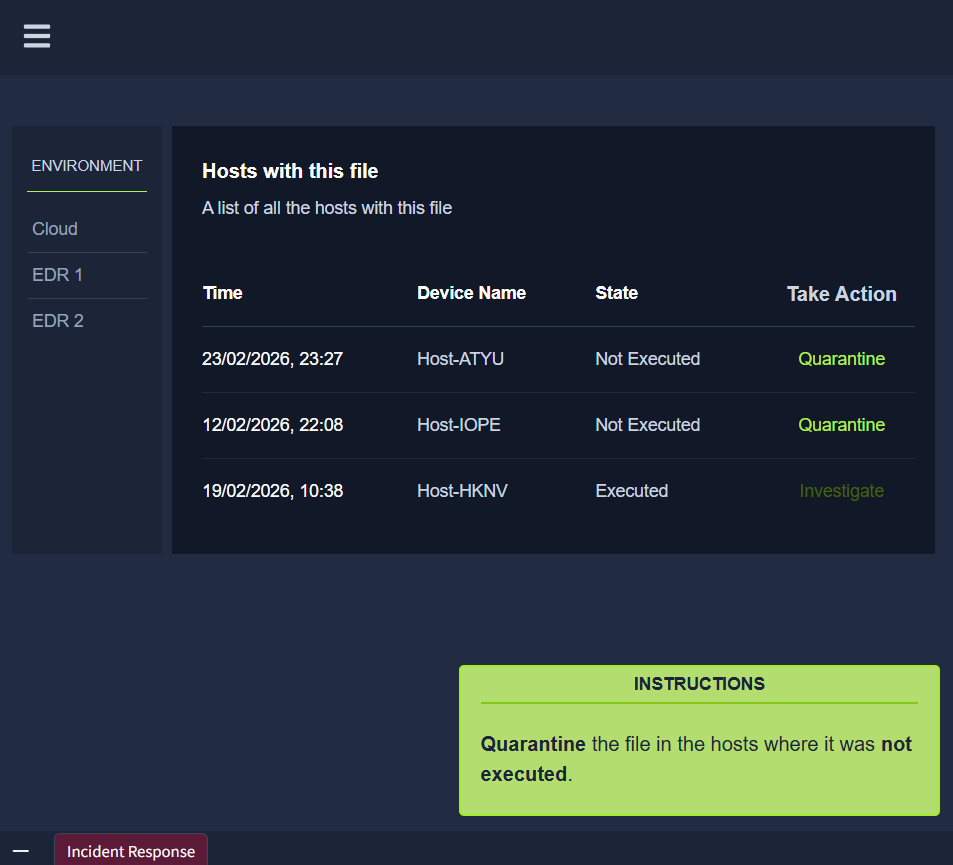 ENVIRONMENT
Cloud
EDR 1
EDR 2
Hosts with this file
A list of all the hosts with this file
Time Device Name State Take Action
23/02/2026, 23:27 Host-ATYU Not Executed Quarantine
12/02/2026, 22:08 Host-IOPE Not Executed Quarantine
19/02/2026, 10:38 Host-HKNV Executed Investigate
INSTRUCTIONS
Quarantine the file in the hosts where it was not
executed.
Incident Response